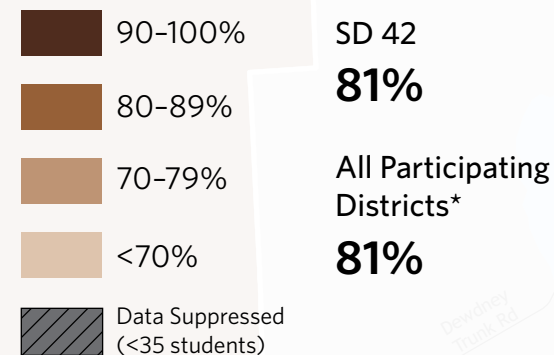 90–100%
80–89%
70–79%
<70%
Data Suppressed
(<35 students)
SD 42
81%
All Participating
Districts*
81%
Dewdney
Trunk Rd